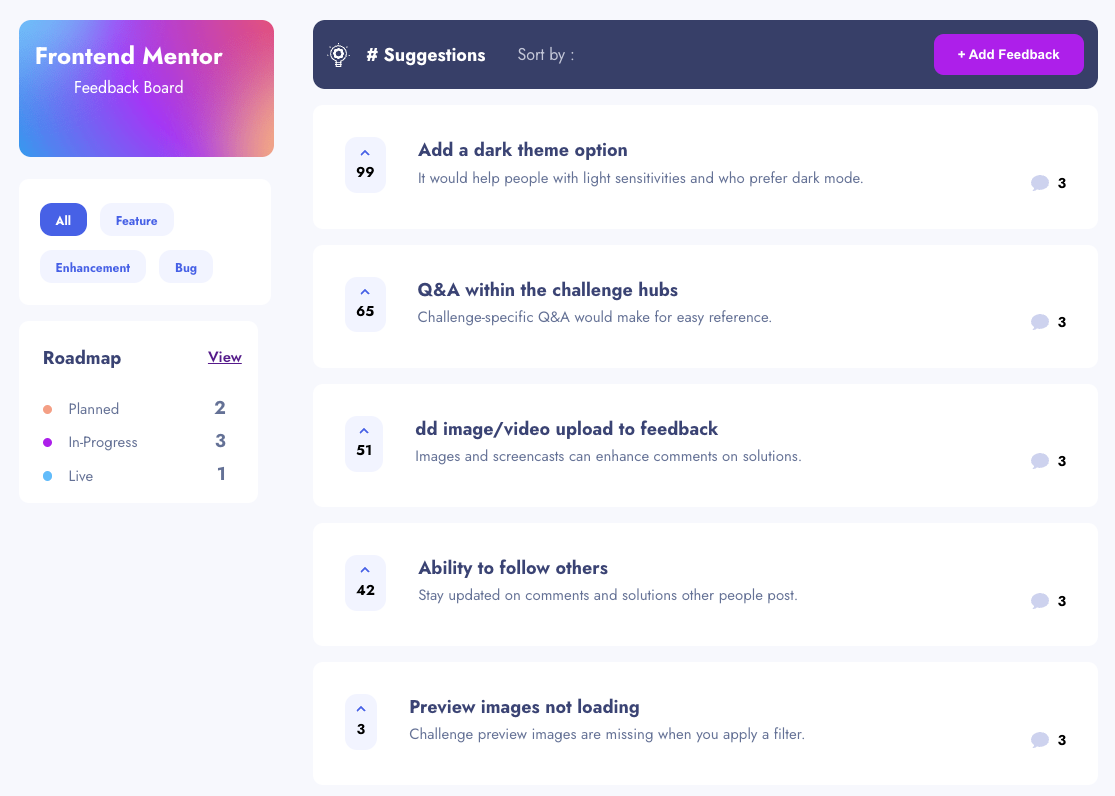 Frontend Mentor
Feedback Board
All
Feature
Enhancement
Bug
Roadmap
View
Planned
2
In-Progress
3
Live
1
# Suggestions
Sort by :
+ Add Feedback
99
Add a dark theme option
It would help people with light sensitivities and who prefer dark mode.
3
65
Q&A within the challenge hubs
Challenge-specific Q&A would make for easy reference.
3
51
dd image/video upload to feedback
Images and screencasts can enhance comments on solutions.
3
42
Ability to follow others
Stay updated on comments and solutions other people post.
3
3
Preview images not loading
Challenge preview images are missing when you apply a filter.
3